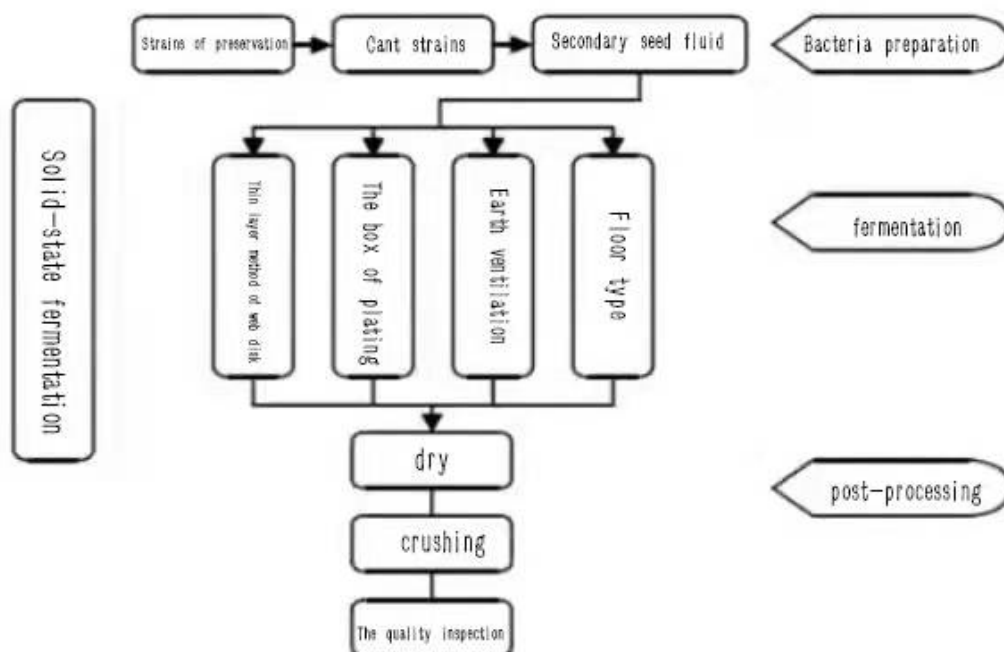 Strains of preservation
Cant strains
Secondary seed fluid
Bacteria preparation
Solid-state fermentation
Thin layer method of web disk
The box of plating
Earth ventilation
Floor type
fermentation
dry
post-processing
crushing
The quality inspection